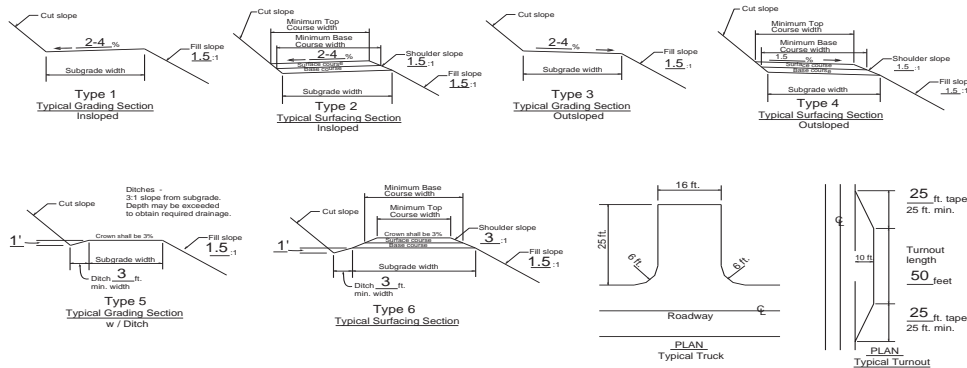 Cut slope
2-4 %
Fill slope
1.5 :1
Subgrade width
Type 1
Typical Grading Section
Insloped
Cut slope
Minimum Top
Course width
Minimum Base
Course width
2-4 %
Surface course
Base course
Shoulder slope
1.5 :1
Fill slope
1.5 :1
Subgrade width
Type 2
Typical Surfacing Section
Insloped
Cut slope
2-4 %
Fill slope
1.5 :1
Subgrade width
Type 3
Typical Grading Section
Outsloped
Cut slope
Minimum Top
Course width
Minimum Base
Course width
1.5 %
Surface course
Base course
Shoulder slope
1.5 :1
Fill slope
1.5 :1
Subgrade width
Type 4
Typical Surfacing Section
Outsloped
Ditches -
3:1 slope from subgrade.
Depth may be exceeded
to obtain required drainage.
Cut slope
1'
Crown shall be 3%
Fill slope
1.5 :1
Subgrade width
Ditch 3 ft.
min. width
Type 5
Typical Grading Section
w / Ditch
Cut slope
Minimum Base
Course width
Minimum Top
Course width
1'
Crown shall be 3%
Surface course
Base course
Shoulder slope
3 :1
Fill slope
1.5 :1
Subgrade width
Ditch 3 ft.
min. width
Type 6
Typical Surfacing Section
16 ft.
25 ft.
6 ft.
6 ft.
Roadway
℄
PLAN
Typical Truck
℄
25 ft. tape
25 ft. min.
10 ft.
Turnout
length
50 feet
25 ft. tape
25 ft. min.
PLAN
Typical Turnout